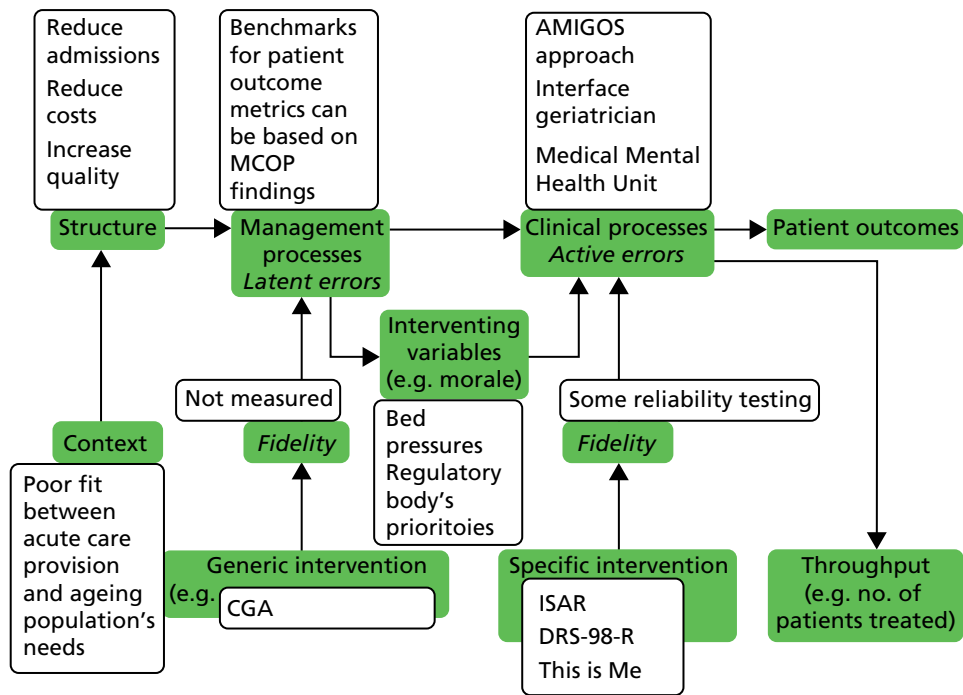 Reduce
admissions
Reduce
costs
Increase
quality
Structure
Benchmarks
for patient
outcome
metrics can
be based on
MCOP
findings
Management
processes
Latent errors
AMIGOS
approach
Interface
geriatrician
Medical Mental
Health Unit
Clinical processes
Active errors
Patient outcomes
Interventing
variables
(e.g. morale)
Bed
pressures
Regulatory
body’s
prioritoies
Not measured
Fidelity
Some reliability testing
Fidelity
Context
Poor fit
between
acute care
provision
and ageing
population’s
needs
Generic intervention
(e.g.
CGA
Specific intervention
ISAR
DRS-98-R
This is Me
Throughput
(e.g. no. of
patients treated)